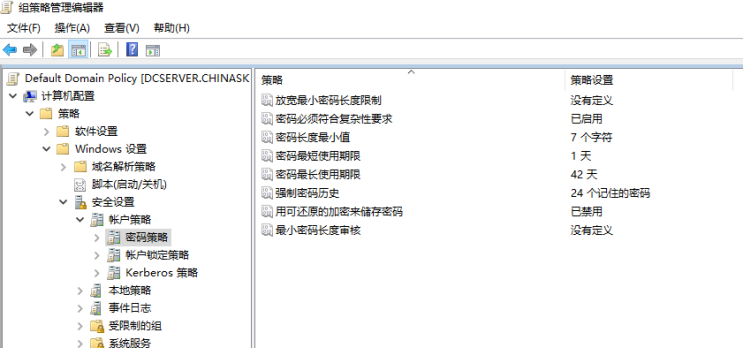 组策略管理编辑器
文件(F) 操作(A) 查看(V) 帮助(H)
Default Domain Policy [DCSERVER.CHINASK
计算机配置
策略
软件设置
Windows 设置
域名解析策略
脚本(启动/关机)
安全设置
帐户策略
密码策略
帐户锁定策略
Kerberos 策略
本地策略
事件日志
受限制的组
系统服务
策略 策略设置
放宽最小密码长度限制 没有定义
密码必须符合复杂性要求 已启用
密码长度最小值 7 个字符
密码最短使用期限 1 天
密码最长使用期限 42 天
强制密码历史 24 个记住的密码
用可还原的加密来储存密码 已禁用
最小密码长度审核 没有定义